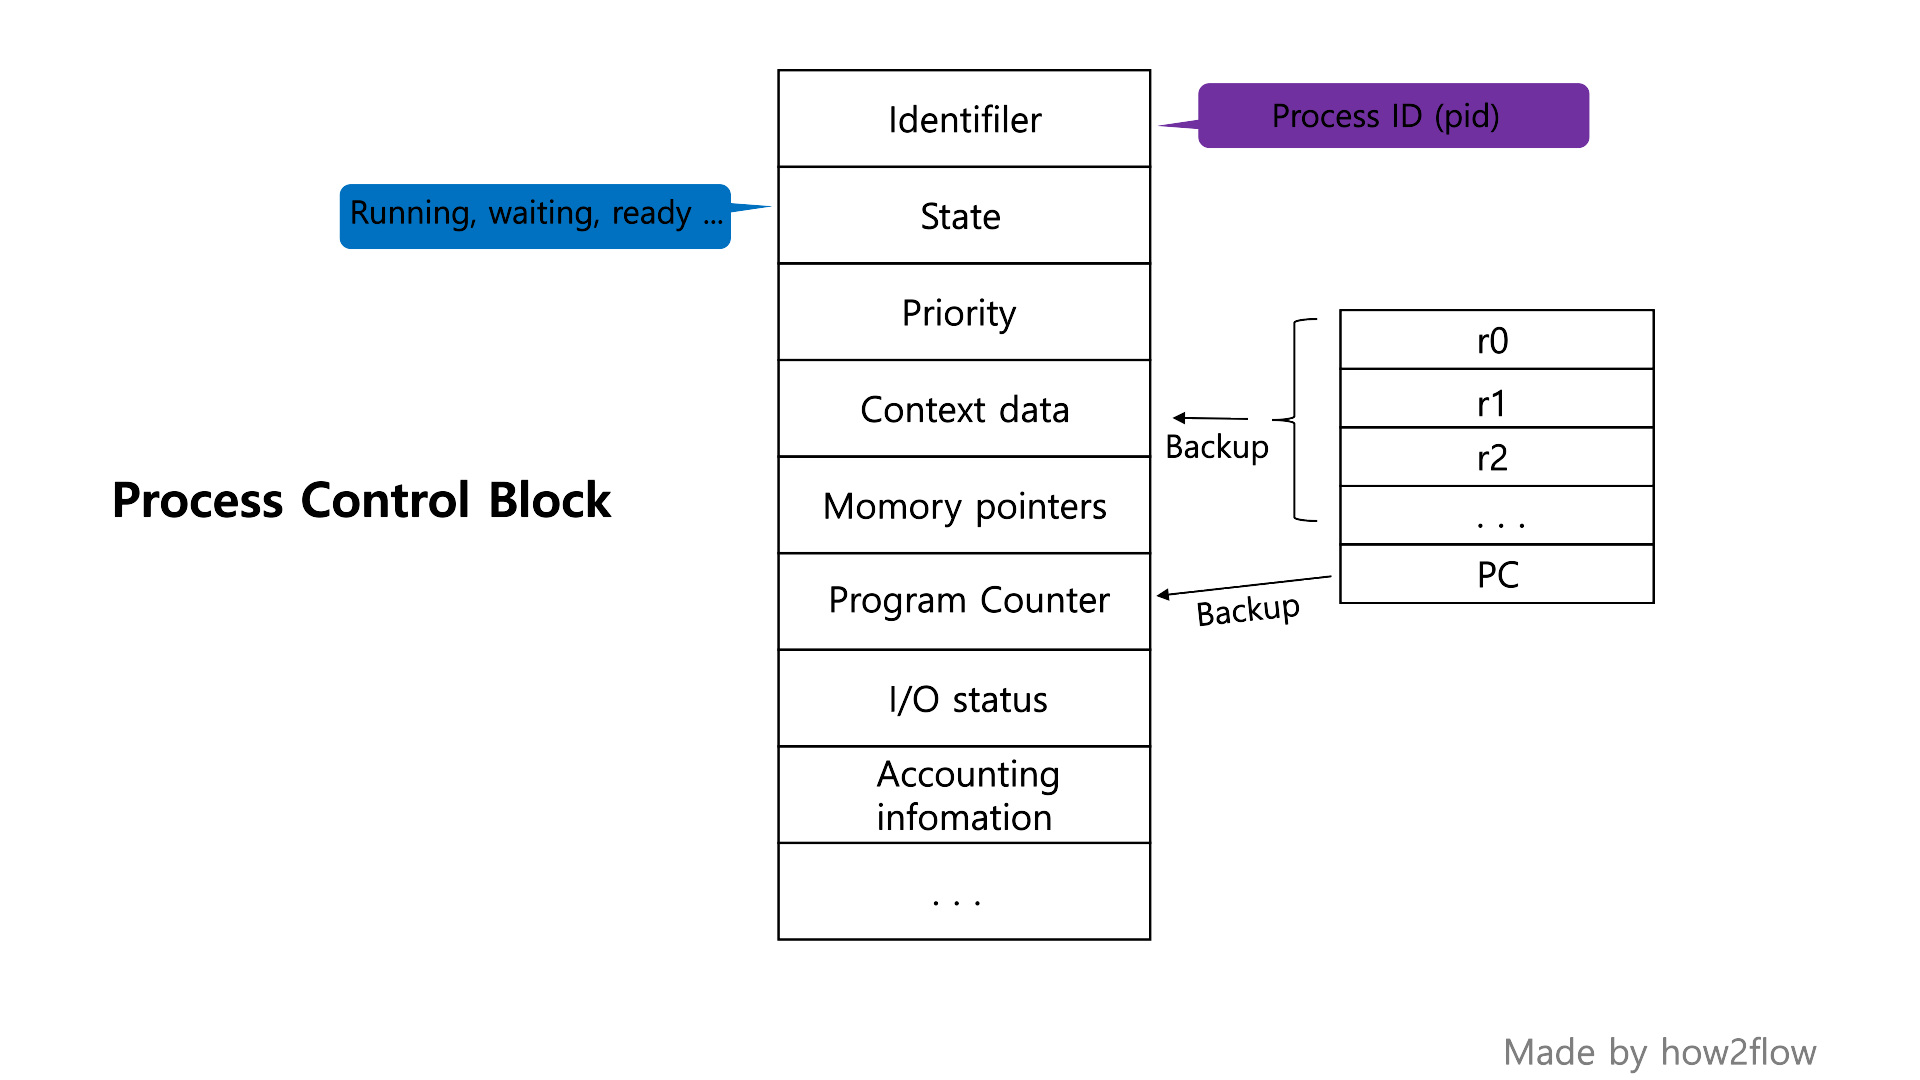 Identifiler
Process ID (pid)
Running, waiting, ready ...
State
Priority
Context data
Backup
r0
r1
r2
. . .
PC
Process Control Block
Momory pointers
Program Counter
Backup
I/O status
Accounting
infomation
. . .
Made by how2flow